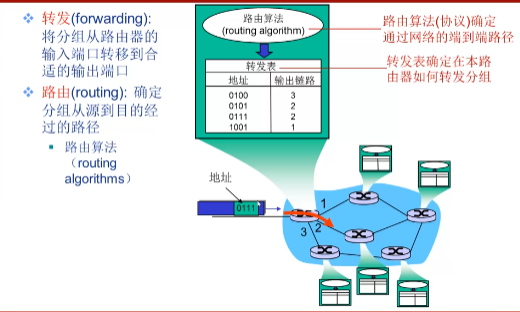 转发(forwarding):
将分组从路由器的
输入端口转移到合
适的输出端口
路由(routing): 确定
分组从源到目的经
过的路径
路由算法
（routing
algorithms）
路由算法
(routing algorithm)
转发表
地址 输出链路
0100 3
0101 2
0111 2
1001 1
路由算法(协议)确定
通过网络的端到端路径
转发表确定在本路
由器如何转发分组
地址
0111
1
3 2